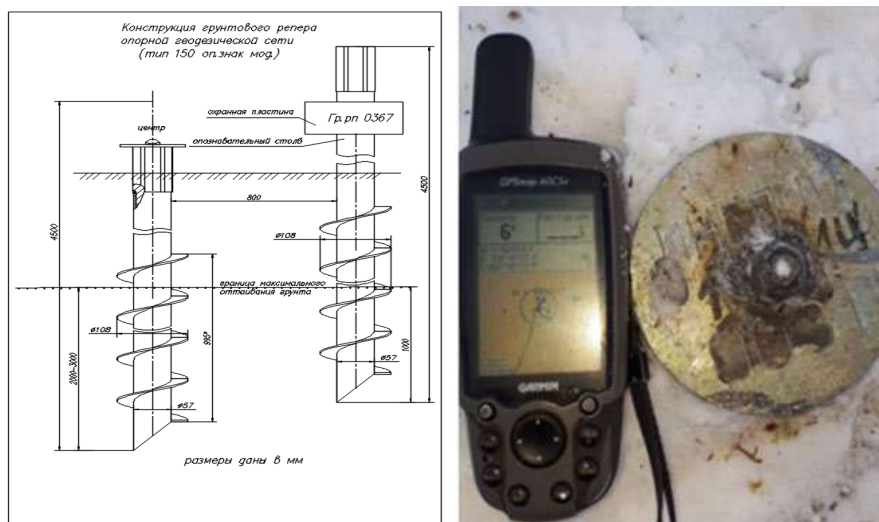 Конструкция грунтового репера
опорной геодезической сети
(тип 150 оп.знак мод.)
центр
охранная пластина
Гр.рп 0367
опознавательный столб
800
4500
4500
ø108
граница максимального
оттаивания грунта
ø108
995*
2000-3000
1000
ø57
ø57
размеры даны в мм
GPSmap 60CSx
GARMIN